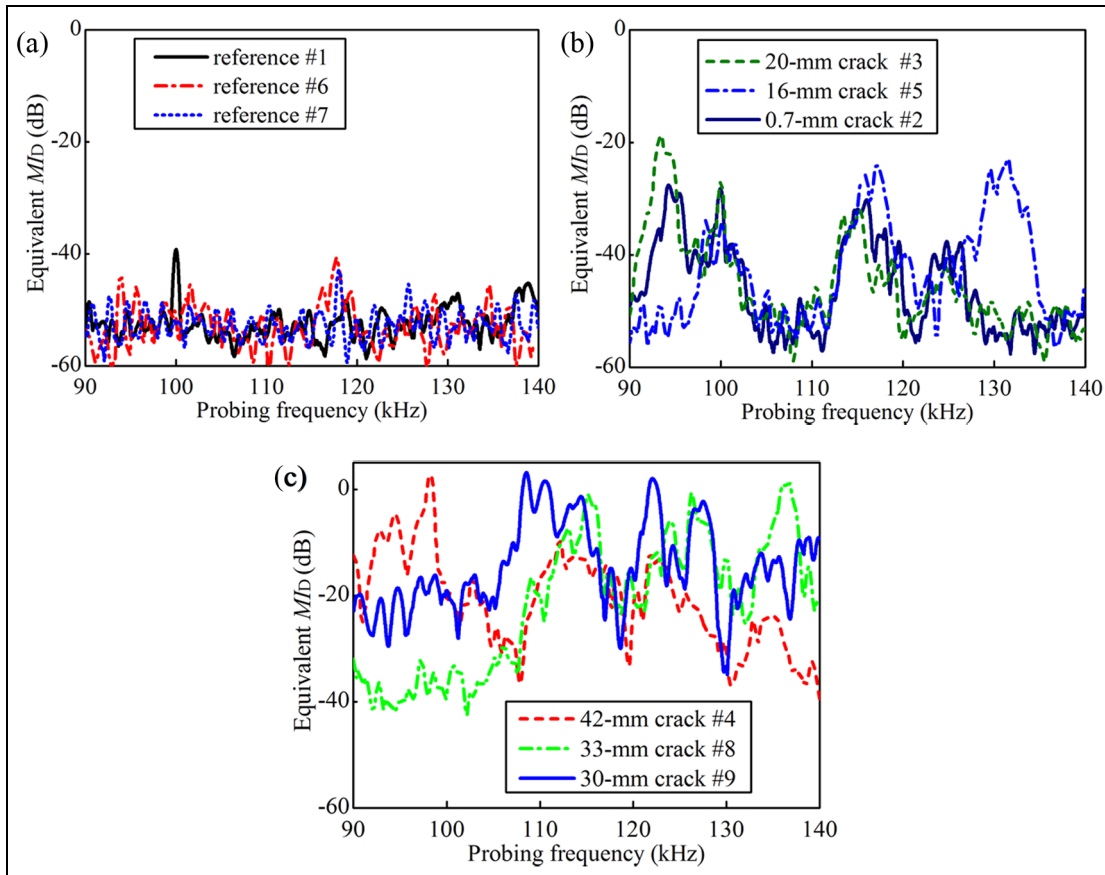 (a)
0
-20
-40
-60
Equivalent MID (dB)
reference #1
reference #6
reference #7
90 100 110 120 130 140
Probing frequency (kHz)
(b)
0
-20
-40
-60
Equivalent MID (dB)
20-mm crack #3
16-mm crack #5
0.7-mm crack #2
90 100 110 120 130 140
Probing frequency (kHz)
(c)
0
-20
-40
-60
Equivalent MID (dB)
42-mm crack #4
33-mm crack #8
30-mm crack #9
90 100 110 120 130 140
Probing frequency (kHz)